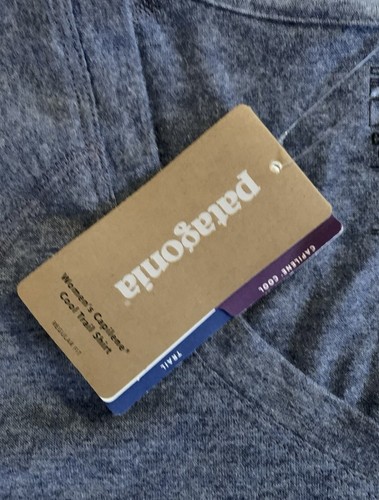 patagonia
Women's Capilene®
Cool Trail Shirt
REGULAR FIT
CAPILENE® COOL
TRAIL